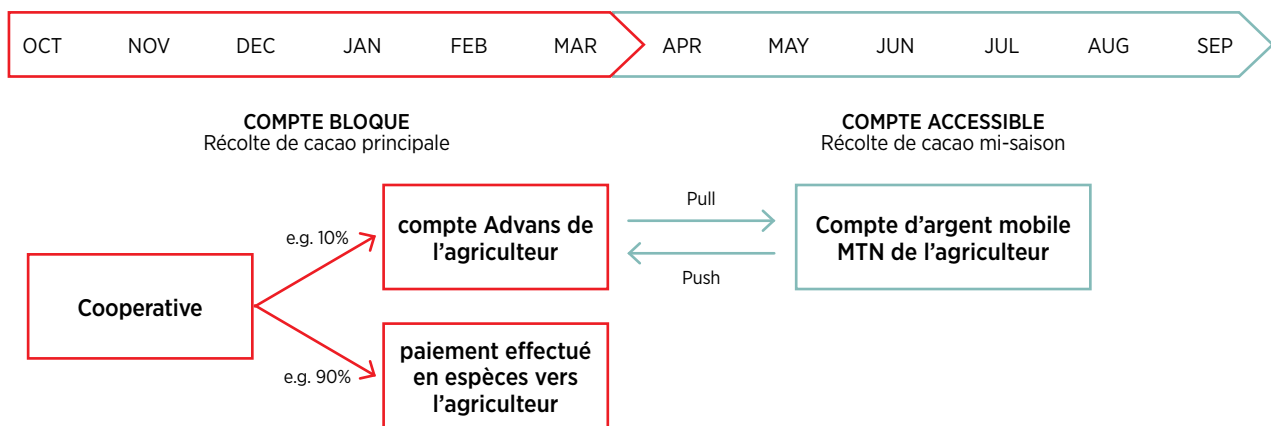 OCT NOV DEC JAN FEB MAR APR MAY JUN JUL AUG SEP
COMPTE BLOQUE
Récolte de cacao principale
COMPTE ACCESSIBLE
Récolte de cacao mi-saison
Cooperative
e.g. 10%
e.g. 90%
compte Advans de
l'agriculteur
paiement effectué
en espèces vers
l'agriculteur
Pull
Push
Compte d'argent mobile
MTN de l'agriculteur